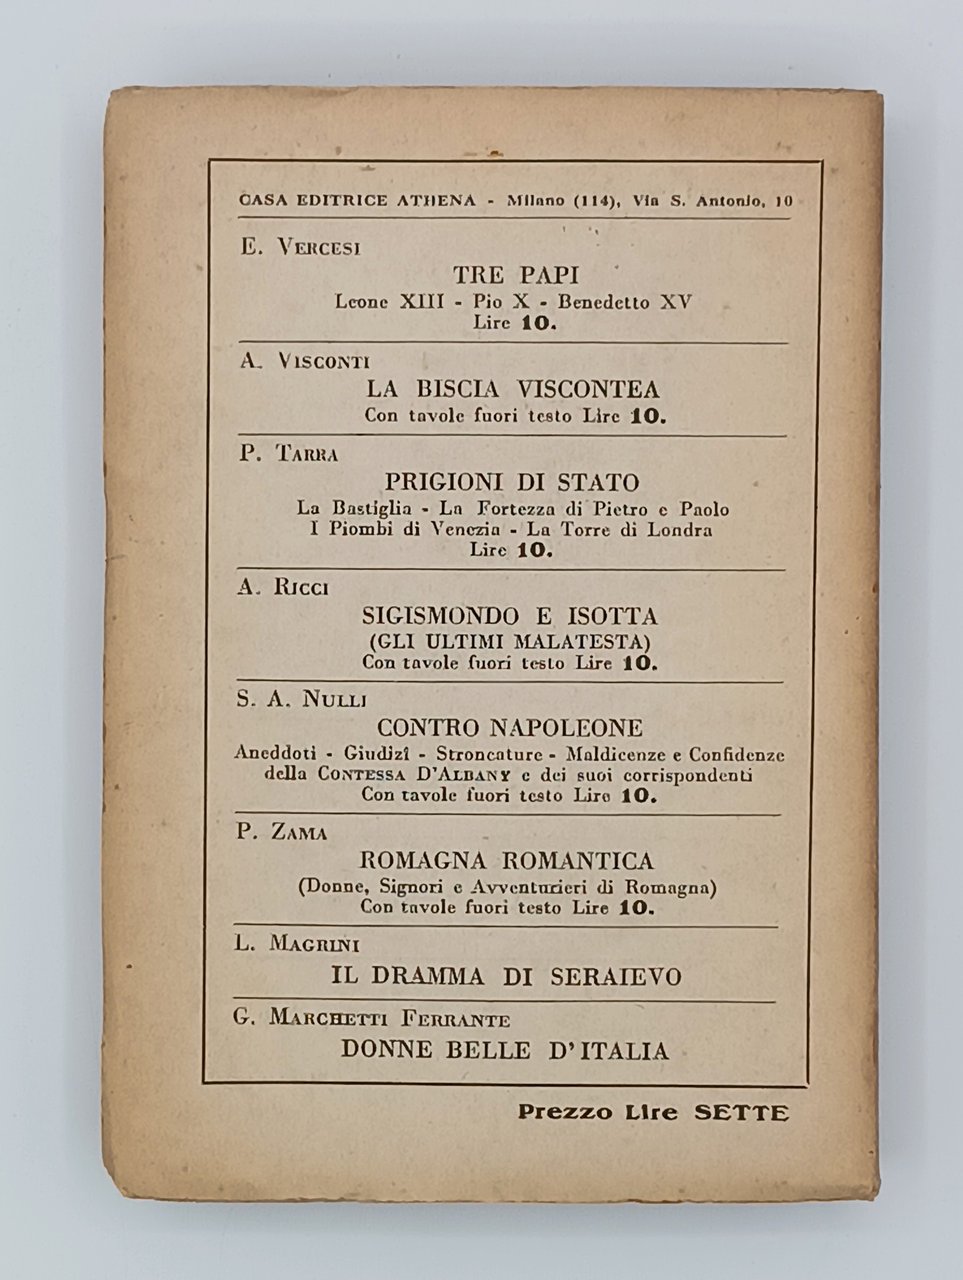 CASA EDITRICE ATHENA - Milano (114), Via S. Antonio, 10
E. VERCESI
TRE PAPI
Leone XIII - Pio X - Benedetto XV
Lire 10.
A. VISCONTI
LA BISCIA VISCONTEA
Con tavole fuori testo Lire 10.
P. TARRA
PRIGIONI DI STATO
La Bastiglia - La Fortezza di Pietro e Paolo
I Piombi di Venezia - La Torre di Londra
Lire 10.
A. RICCI
SIGISMONDO E ISOTTA
(GLI ULTIMI MALATESTA)
Con tavole fuori testo Lire 10.
S. A. NULLI
CONTRO NAPOLEONE
Aneddoti - Giudizî - Stroncature - Maldicenze e Confidenze
della CONTESSA D'ALBANY e dei suoi corrispondenti
Con tavole fuori testo Lire 10.
P. ZAMA
ROMAGNA ROMANTICA
(Donne, Signori e Avventurieri di Romagna)
Con tavole fuori testo Lire 10.
L. MAGRINI
IL DRAMMA DI SERAIEVO
G. MARCHETTI FERRANTE
DONNE BELLE D'ITALIA
Prezzo Lire SETTE